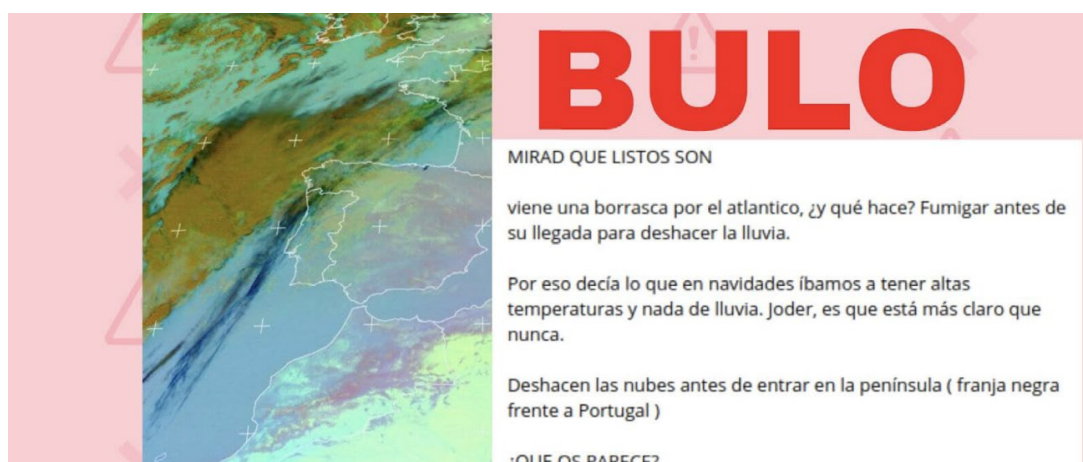 BULO
MIRAD QUE LISTOS SON
viene una borrasca por el atlantico, ¿y qué hace? Fumigar antes de
su llegada para deshacer la lluvia.
Por eso decía lo que en navidades íbamos a tener altas
temperaturas y nada de lluvia. Joder, es que está más claro que
nunca.
Deshacen las nubes antes de entrar en la península ( franja negra
frente a Portugal )
¿QUE OS PARECE?